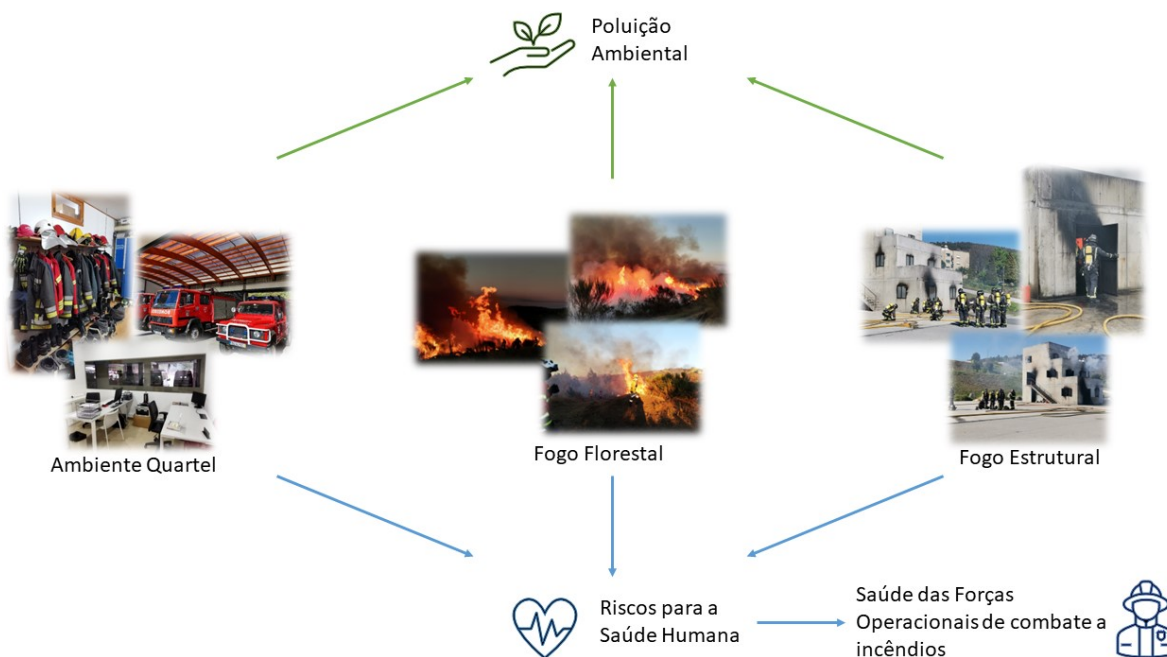 Poluição
Ambiental
Ambiente Quartel
Fogo Florestal
Fogo Estrutural
Riscos para a
Saúde Humana
Saúde das Forças
Operacionais de combate a
incêndios